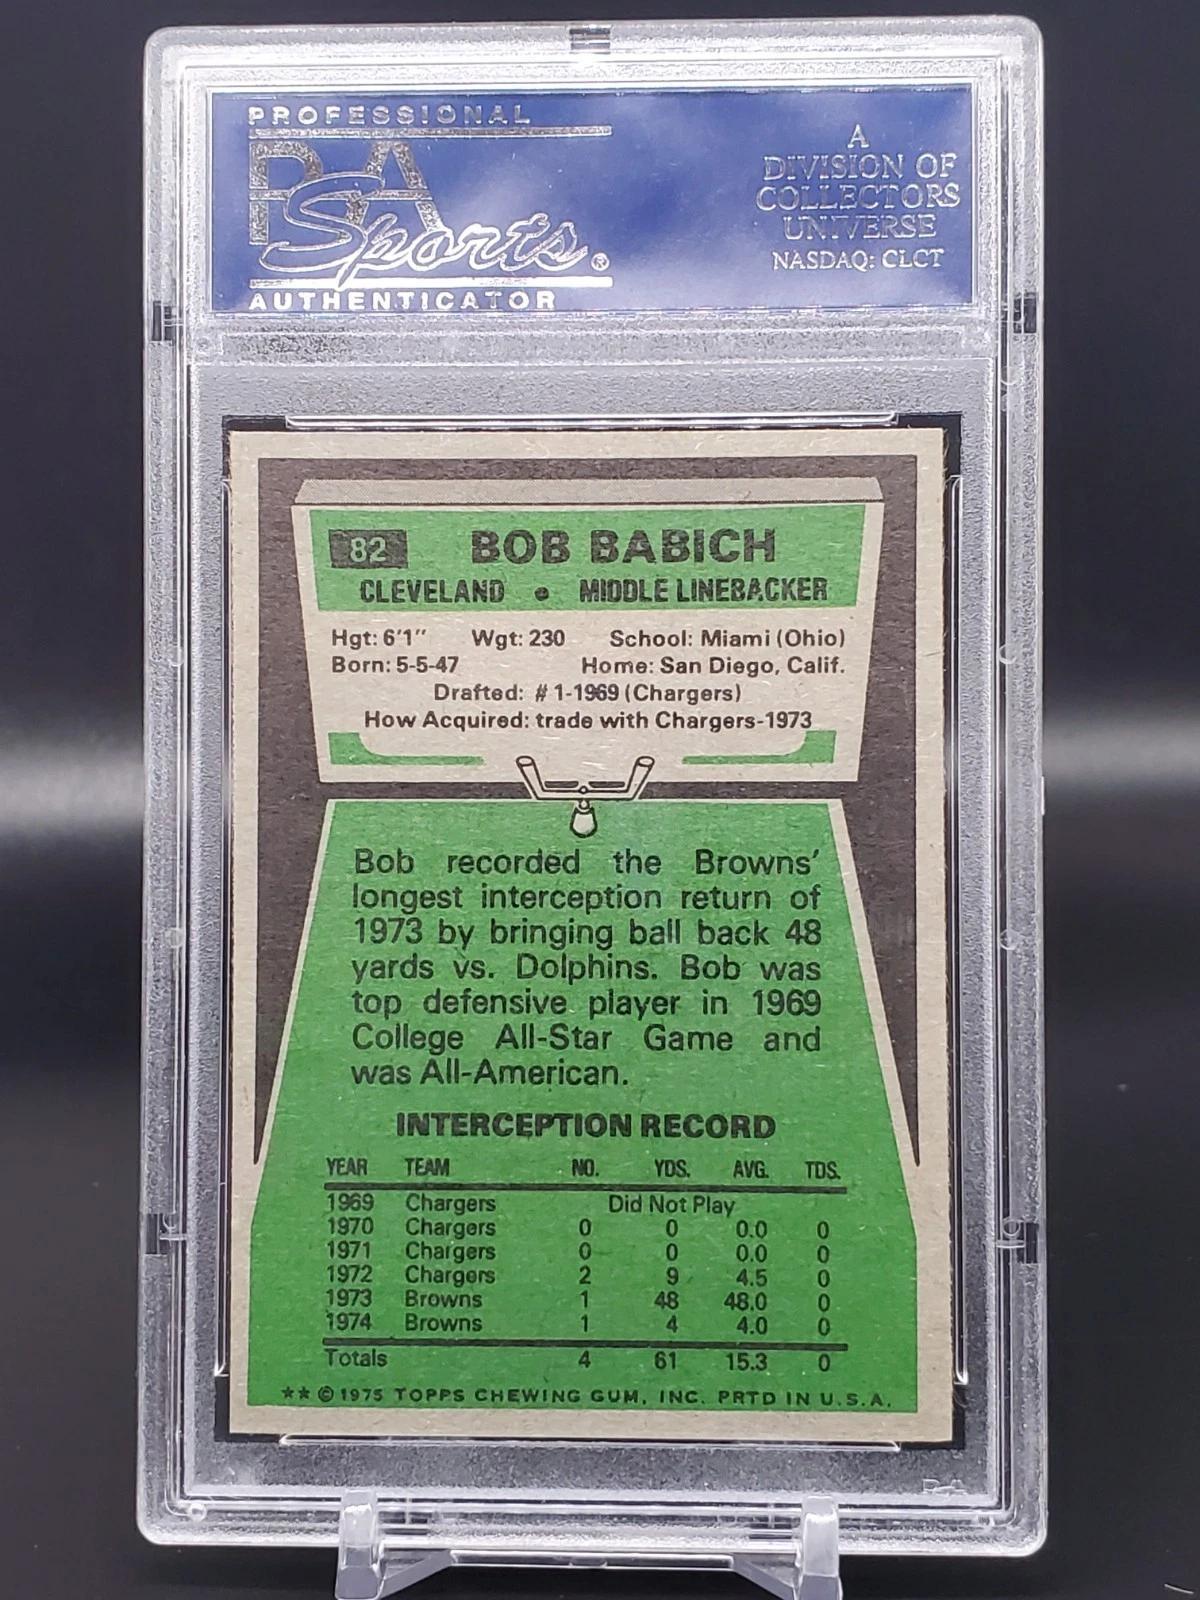 PROFESSIONAL
PSA
Sports®
AUTHENTICATOR
A
DIVISION OF
COLLECTORS
UNIVERSE
NASDAQ: CLCT
82 BOB BABICH
CLEVELAND • MIDDLE LINEBACKER
Hgt: 6'1" Wgt: 230 School: Miami (Ohio)
Born: 5-5-47 Home: San Diego, Calif.
Drafted: #1-1969 (Chargers)
How Acquired: trade with Chargers-1973
Bob recorded the Browns'
longest interception return of
1973 by bringing ball back 48
yards vs. Dolphins. Bob was
top defensive player in 1969
College All-Star Game and
was All-American.
INTERCEPTION RECORD
YEAR TEAM NO. YDS. AVG. TDS.
1969 Chargers Did Not Play
1970 Chargers 0 0 0.0 0
1971 Chargers 0 0 0.0 0
1972 Chargers 2 9 4.5 0
1973 Browns 1 48 48.0 0
1974 Browns 1 4 4.0 0
Totals 4 61 15.3 0
** © 1975 TOPPS CHEWING GUM, INC. PRTD IN U.S.A.